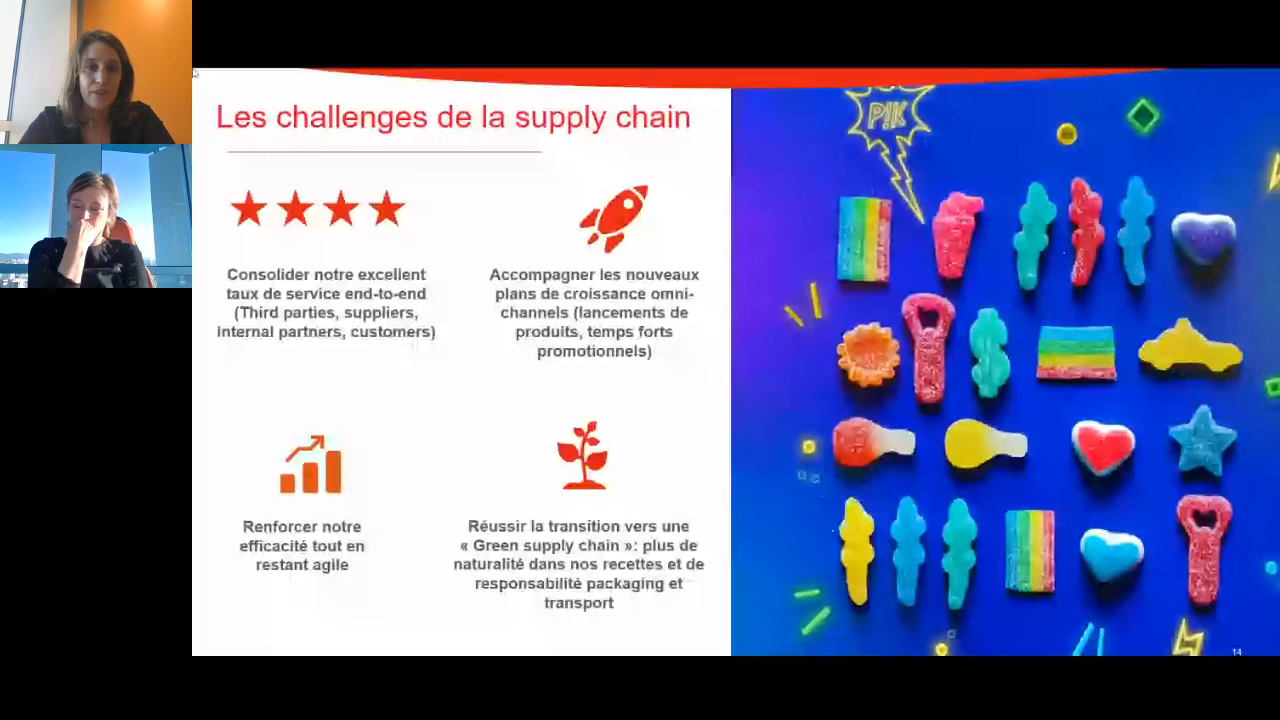 Les challenges de la supply chain
P!K
Consolider notre excellent
taux de service end-to-end
(Third parties, suppliers,
internal partners, customers)
Accompagner les nouveaux
plans de croissance omni-
channels (lancements de
produits, temps forts
promotionnels)
Renforcer notre
efficacité tout en
restant agile
Réussir la transition vers une
« Green supply chain »: plus de
naturalité dans nos recettes et de
responsabilité packaging et
transport
14